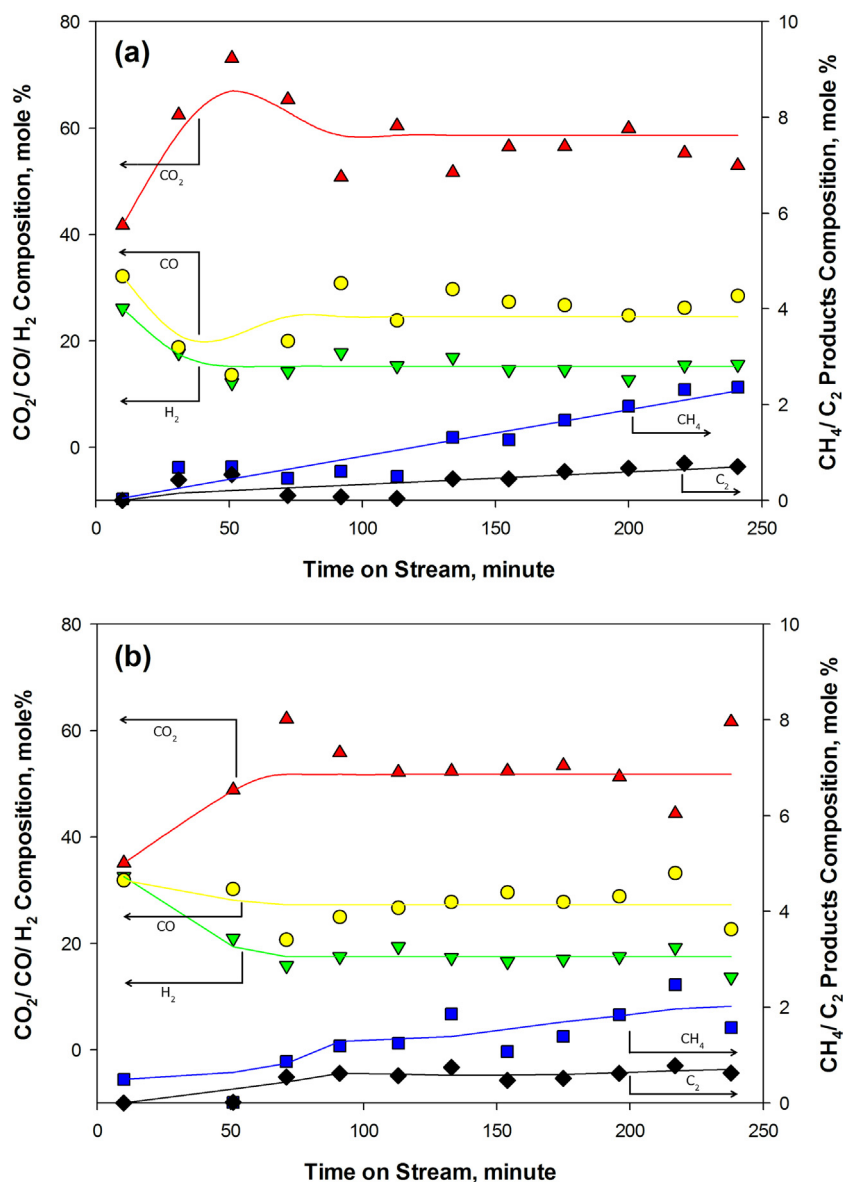 (a)
80
60
40
20
0
10
8
6
4
2
0
CO2
CO
H2
CH4
C2
0 50 100 150 200 250
Time on Stream, minute
CO2/ CO/ H2 Composition, mole %
CH4/ C2 Products Composition, mole %
(b)
80
60
40
20
0
10
8
6
4
2
0
CO2
CO
H2
CH4
C2
0 50 100 150 200 250
Time on Stream, minute
CO2/ CO/ H2 Composition, mole%
CH4/ C2 Products Composition, mole %